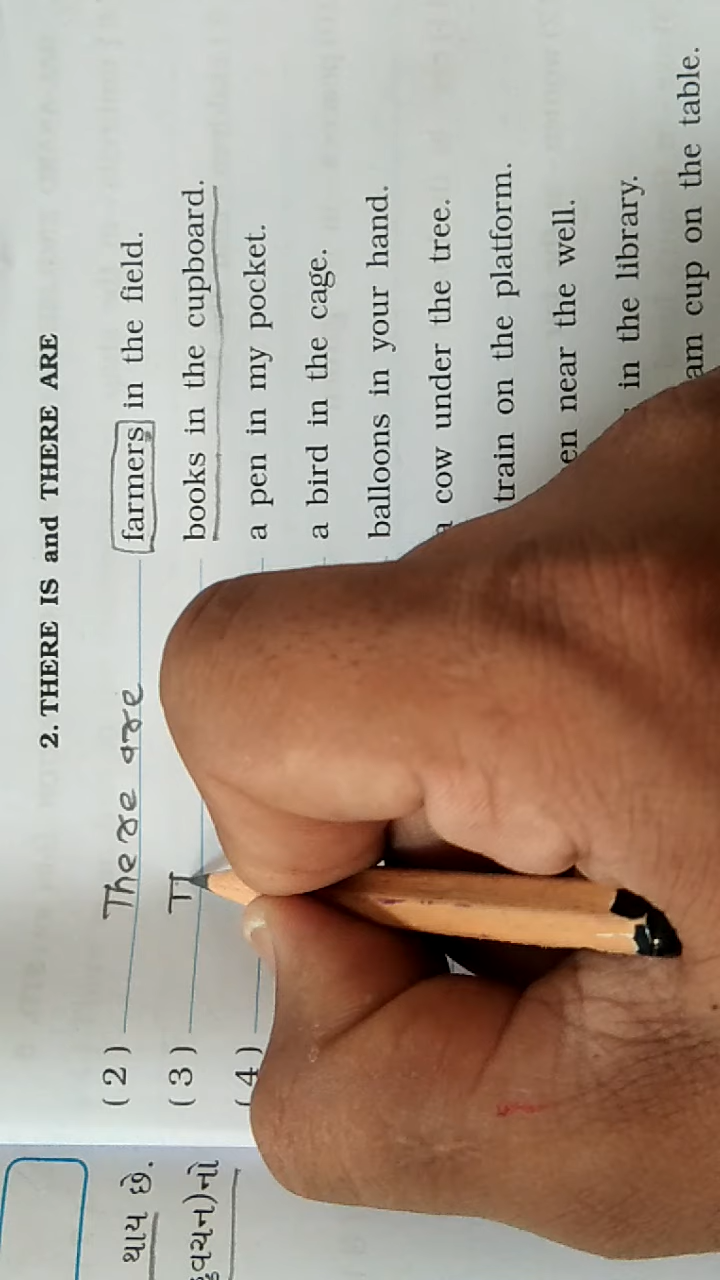 2. THERE IS and THERE ARE
(2) There are farmers in the field.
(3) books in the cupboard.
(4) a pen in my pocket.
a bird in the cage.
balloons in your hand.
cow under the tree.
train on the platform.
near the well.
in the library.
cup on the table.
થાય છે.